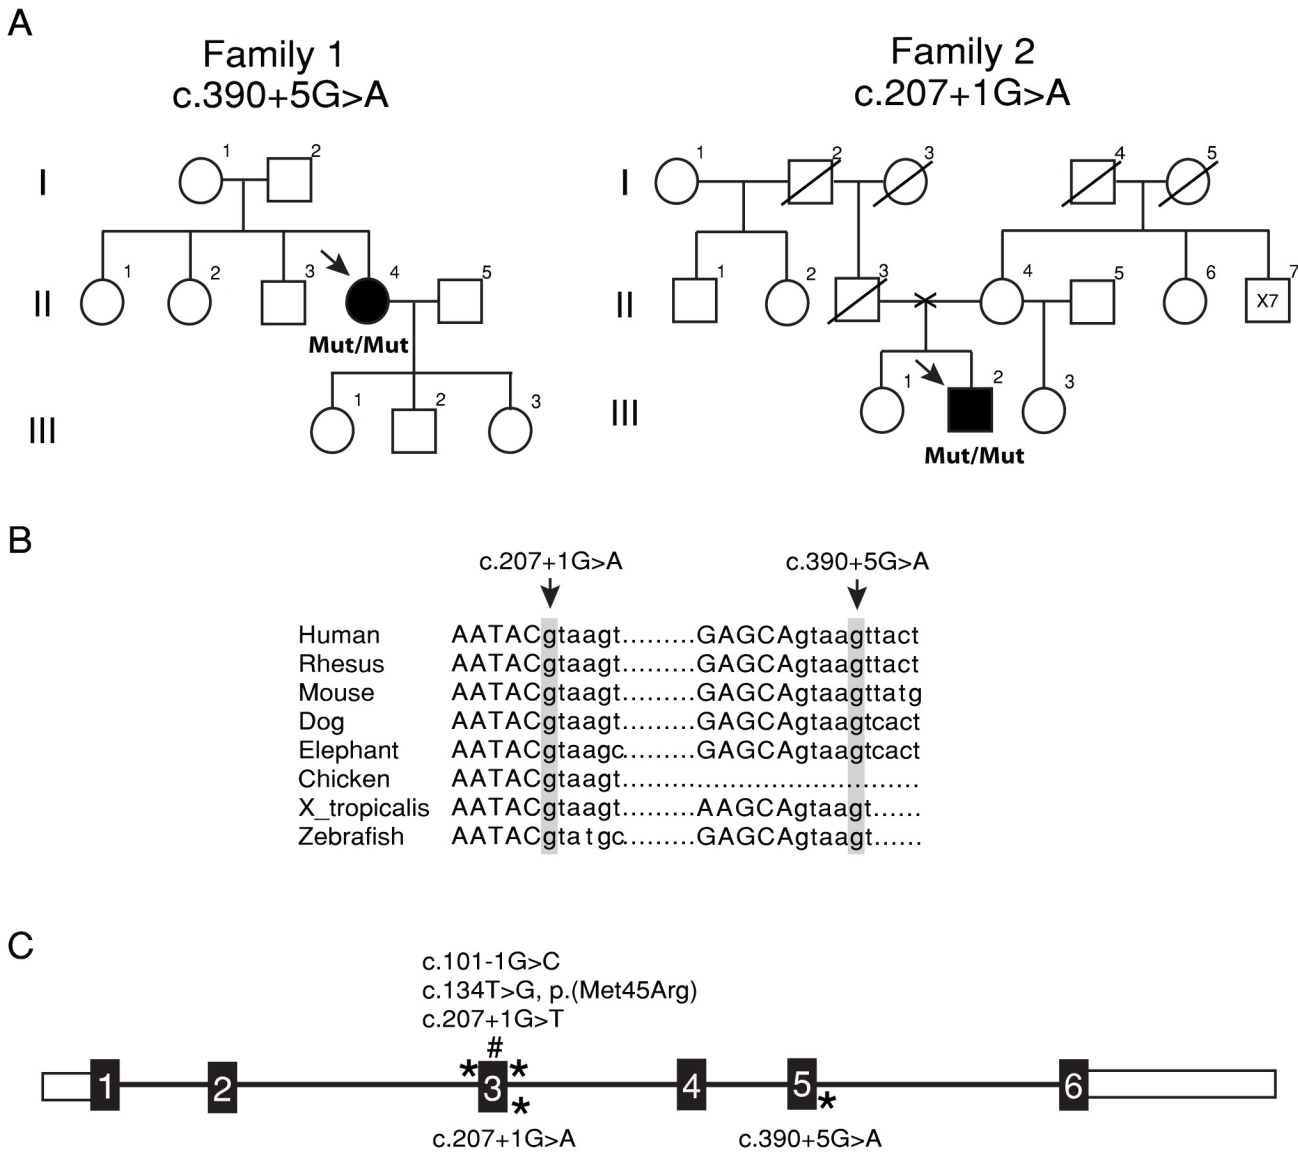 A
Family 1
c.390+5G>A
Family 2
c.207+1G>A
I
1
2
I
1
2
3
4
5
II
1
2
3
4
5
Mut/Mut
II
1
2
3
4
5
6
7
X7
III
1
2
3
III
1
2
3
Mut/Mut
B
c.207+1G>A
c.390+5G>A
Human AATACgtaagt.........GAGCAgtaagttact
Rhesus AATACgtaagt.........GAGCAgtaagttact
Mouse AATACgtaagt.........GAGCAgtaagttatg
Dog AATACgtaagt.........GAGCAgtaagtcact
Elephant AATACgtaagc.........GAGCAgtaagtcact
Chicken AATACgtaagt.............................
X_tropicalis AATACgtaagt.........AAGCAgtaagt......
Zebrafish AATACgtatgc.........GAGCAgtaagt......
C
c.101-1G>C
c.134T>G, p.(Met45Arg)
c.207+1G>T
#
* *
1 2 3 4 5 6
* *
c.207+1G>A
c.390+5G>A